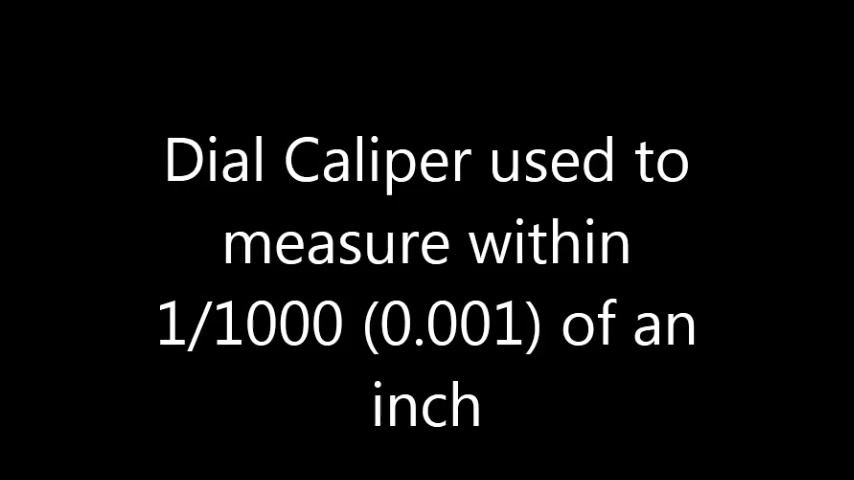 Dial Caliper used to
measure within
1/1000 (0.001) of an
inch